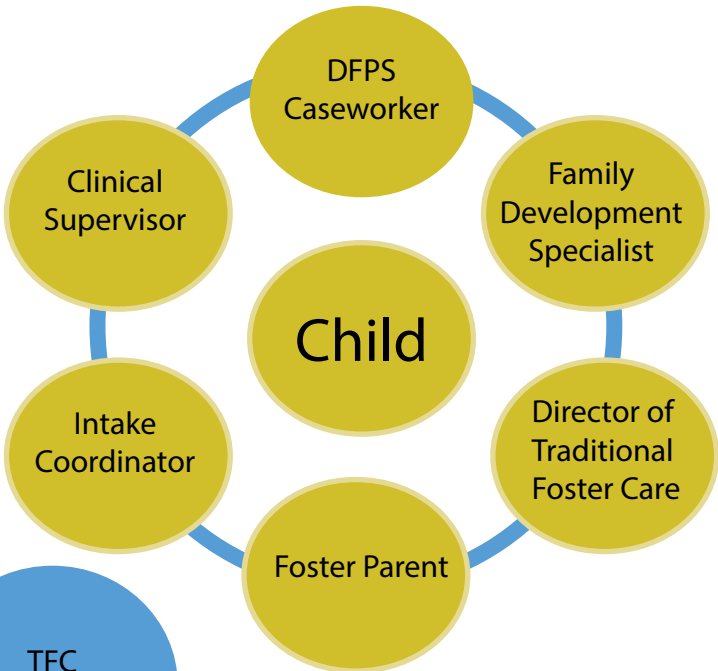 DFPS
Caseworker
Clinical
Supervisor
Family
Development
Specialist
Child
Intake
Coordinator
Director of
Traditional
Foster Care
Foster Parent
TFC